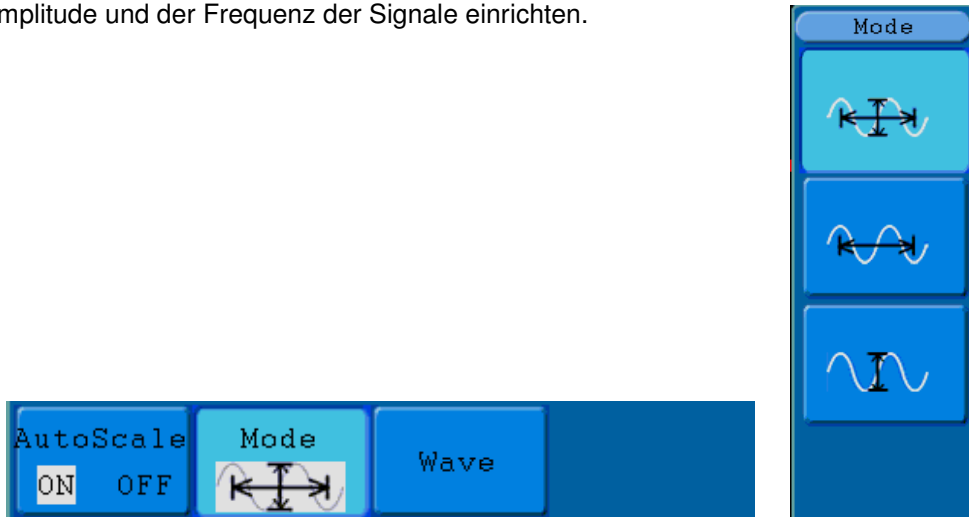 mplitude und der Frequenz der Signale einrichten.
Mode
AutoScale
ON OFF
Mode
Wave